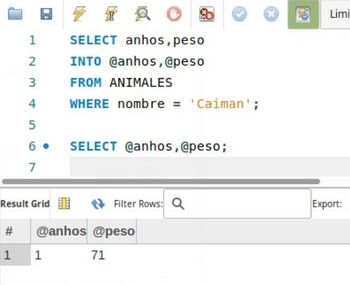 Limi
1 SELECT anhos,peso
2 INTO @anhos,@peso
3 FROM ANIMALES
4 WHERE nombre = 'Caiman';
5
6 SELECT @anhos,@peso;
7
Result Grid Filter Rows: Export:
# @anhos @peso
1 1 71